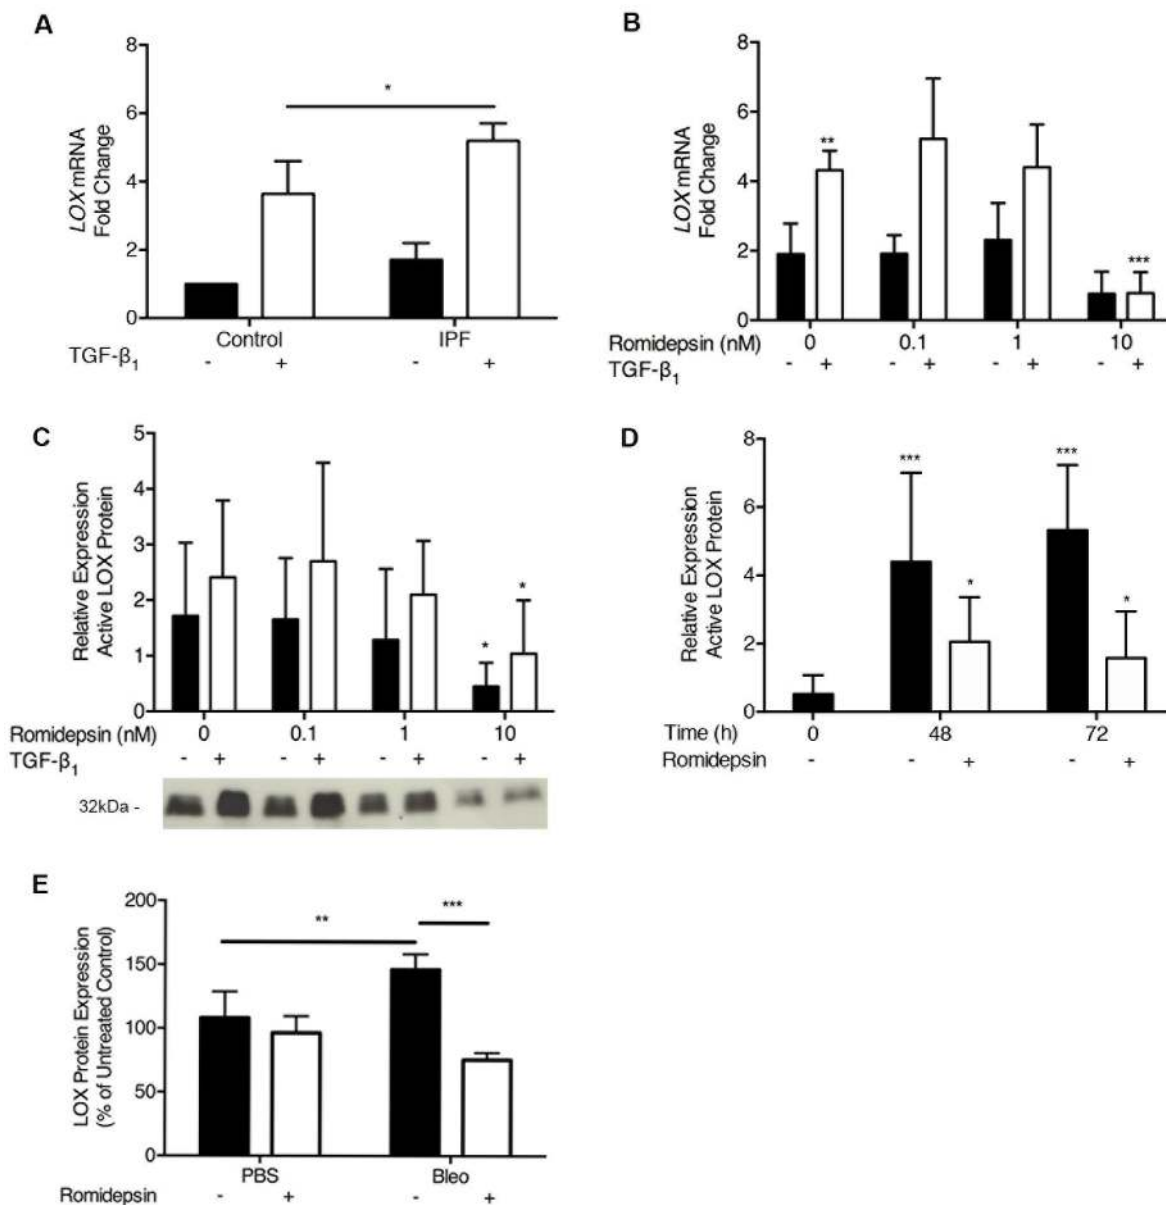 A
8
6
4
2
0
LOX mRNA
Fold Change
*
Control IPF
TGF-β1 - + - +
B
8
6
4
2
0
LOX mRNA
Fold Change
**
***
Romidepsin (nM) 0 0.1 1 10
TGF-β1 - + - + - + - +
C
5
4
3
2
1
0
Relative Expression
Active LOX Protein
* *
Romidepsin (nM) 0 0.1 1 10
TGF-β1 - + - + - + - +
32kDa -
D
8
6
4
2
0
Relative Expression
Active LOX Protein
*** * *** *
Time (h) 0 48 72
Romidepsin - - + - +
E
200
150
100
50
0
LOX Protein Expression
(% of Untreated Control)
** ***
PBS Bleo
Romidepsin - + - +